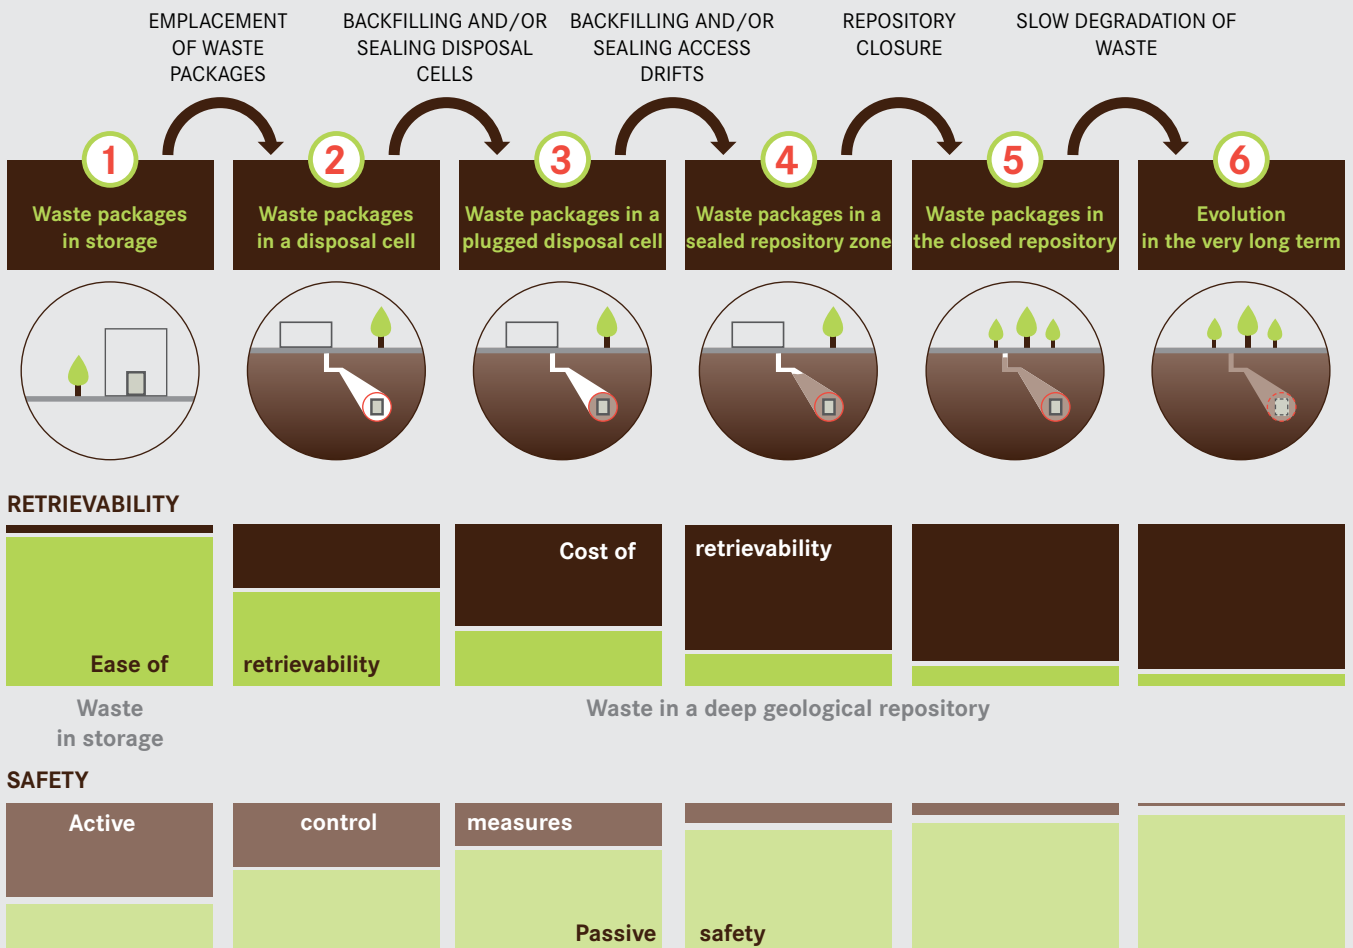 EMPLACEMENT
OF WASTE
PACKAGES
BACKFILLING AND/OR
SEALING DISPOSAL
CELLS
BACKFILLING AND/OR
SEALING ACCESS
DRIFTS
REPOSITORY
CLOSURE
SLOW DEGRADATION OF
WASTE
1
Waste packages
in storage
2
Waste packages
in a disposal cell
3
Waste packages in a
plugged disposal cell
4
Waste packages in a
sealed repository zone
5
Waste packages in
the closed repository
6
Evolution
in the very long term
RETRIEVABILITY
Cost of retrievability
Ease of retrievability
Waste
in storage
Waste in a deep geological repository
SAFETY
Active control measures
Passive safety